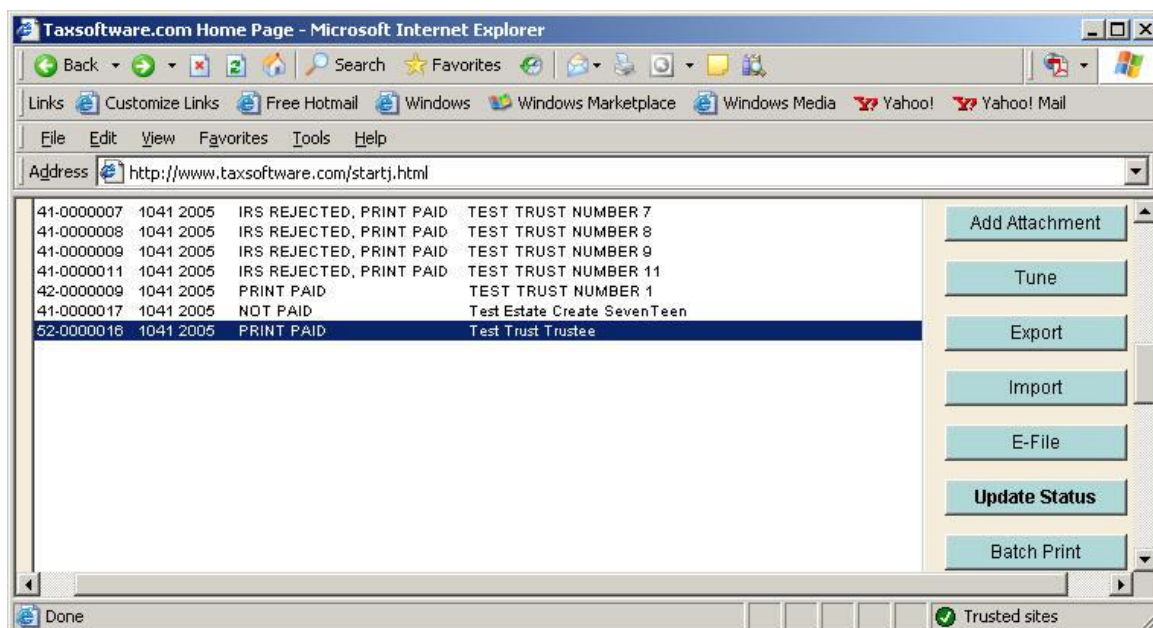 Taxsoftware.com Home Page - Microsoft Internet Explorer
Back Search Favorites
Links Customize Links Free Hotmail Windows Windows Marketplace Windows Media Yahoo! Yahoo! Mail
File Edit View Favorites Tools Help
Address http://www.taxsoftware.com/startj.html
41-0000007 1041 2005 IRS REJECTED, PRINT PAID TEST TRUST NUMBER 7
41-0000008 1041 2005 IRS REJECTED, PRINT PAID TEST TRUST NUMBER 8
41-0000009 1041 2005 IRS REJECTED, PRINT PAID TEST TRUST NUMBER 9
41-0000011 1041 2005 IRS REJECTED, PRINT PAID TEST TRUST NUMBER 11
42-0000009 1041 2005 PRINT PAID TEST TRUST NUMBER 1
41-0000017 1041 2005 NOT PAID Test Estate Create SevenTeen
52-0000016 1041 2005 PRINT PAID Test Trust Trustee
Add Attachment
Tune
Export
Import
E-File
Update Status
Batch Print
Done Trusted sites